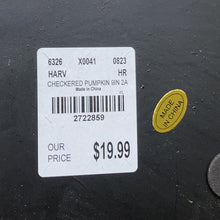 6326 X0041 0823
HARV HR
CHECKERED PUMPKIN 9IN 2A
Made In China
2722859
OUR
PRICE $19.99
MADE
IN
CHINA